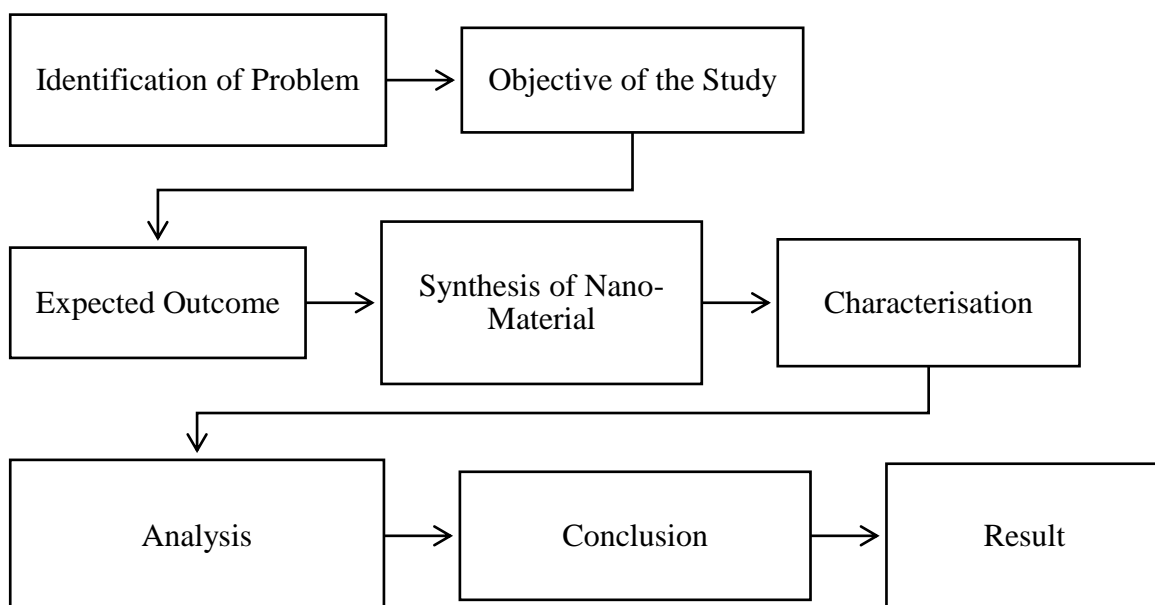 Identification of Problem
Objective of the Study
Expected Outcome
Synthesis of Nano-
Material
Characterisation
Analysis
Conclusion
Result